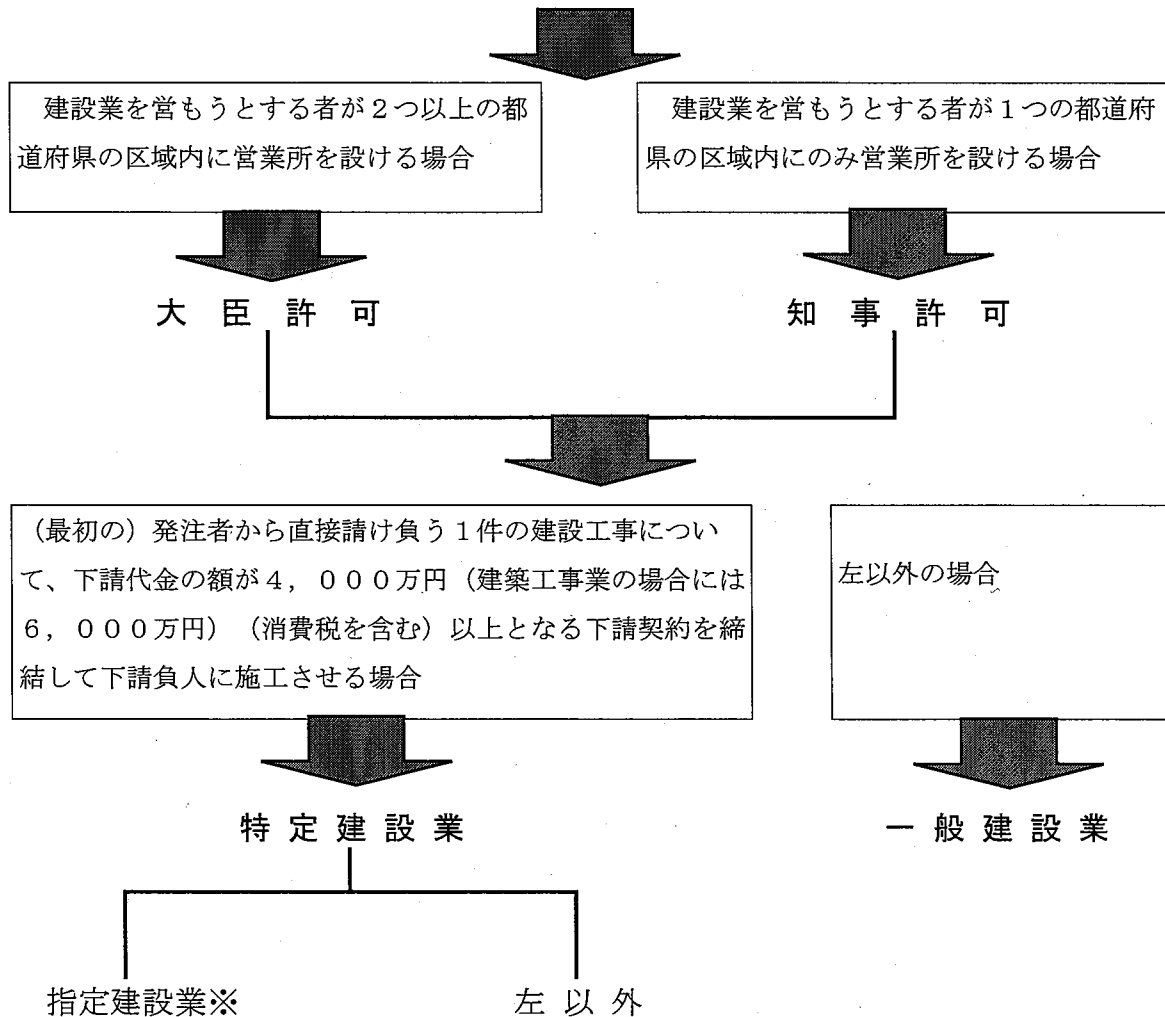 建設業を営もうとする者が２つ以上の都
道府県の区域内に営業所を設ける場合
建設業を営もうとする者が１つの都道府
県の区域内にのみ営業所を設ける場合
大臣許可
知事許可
（最初の）発注者から直接請け負う１件の建設工事につい
て、下請代金の額が４，０００万円（建築工事業の場合には
６，０００万円）（消費税を含む）以上となる下請契約を締
結して下請負人に施工させる場合
左以外の場合
特定建設業
一般建設業
指定建設業※
左以外